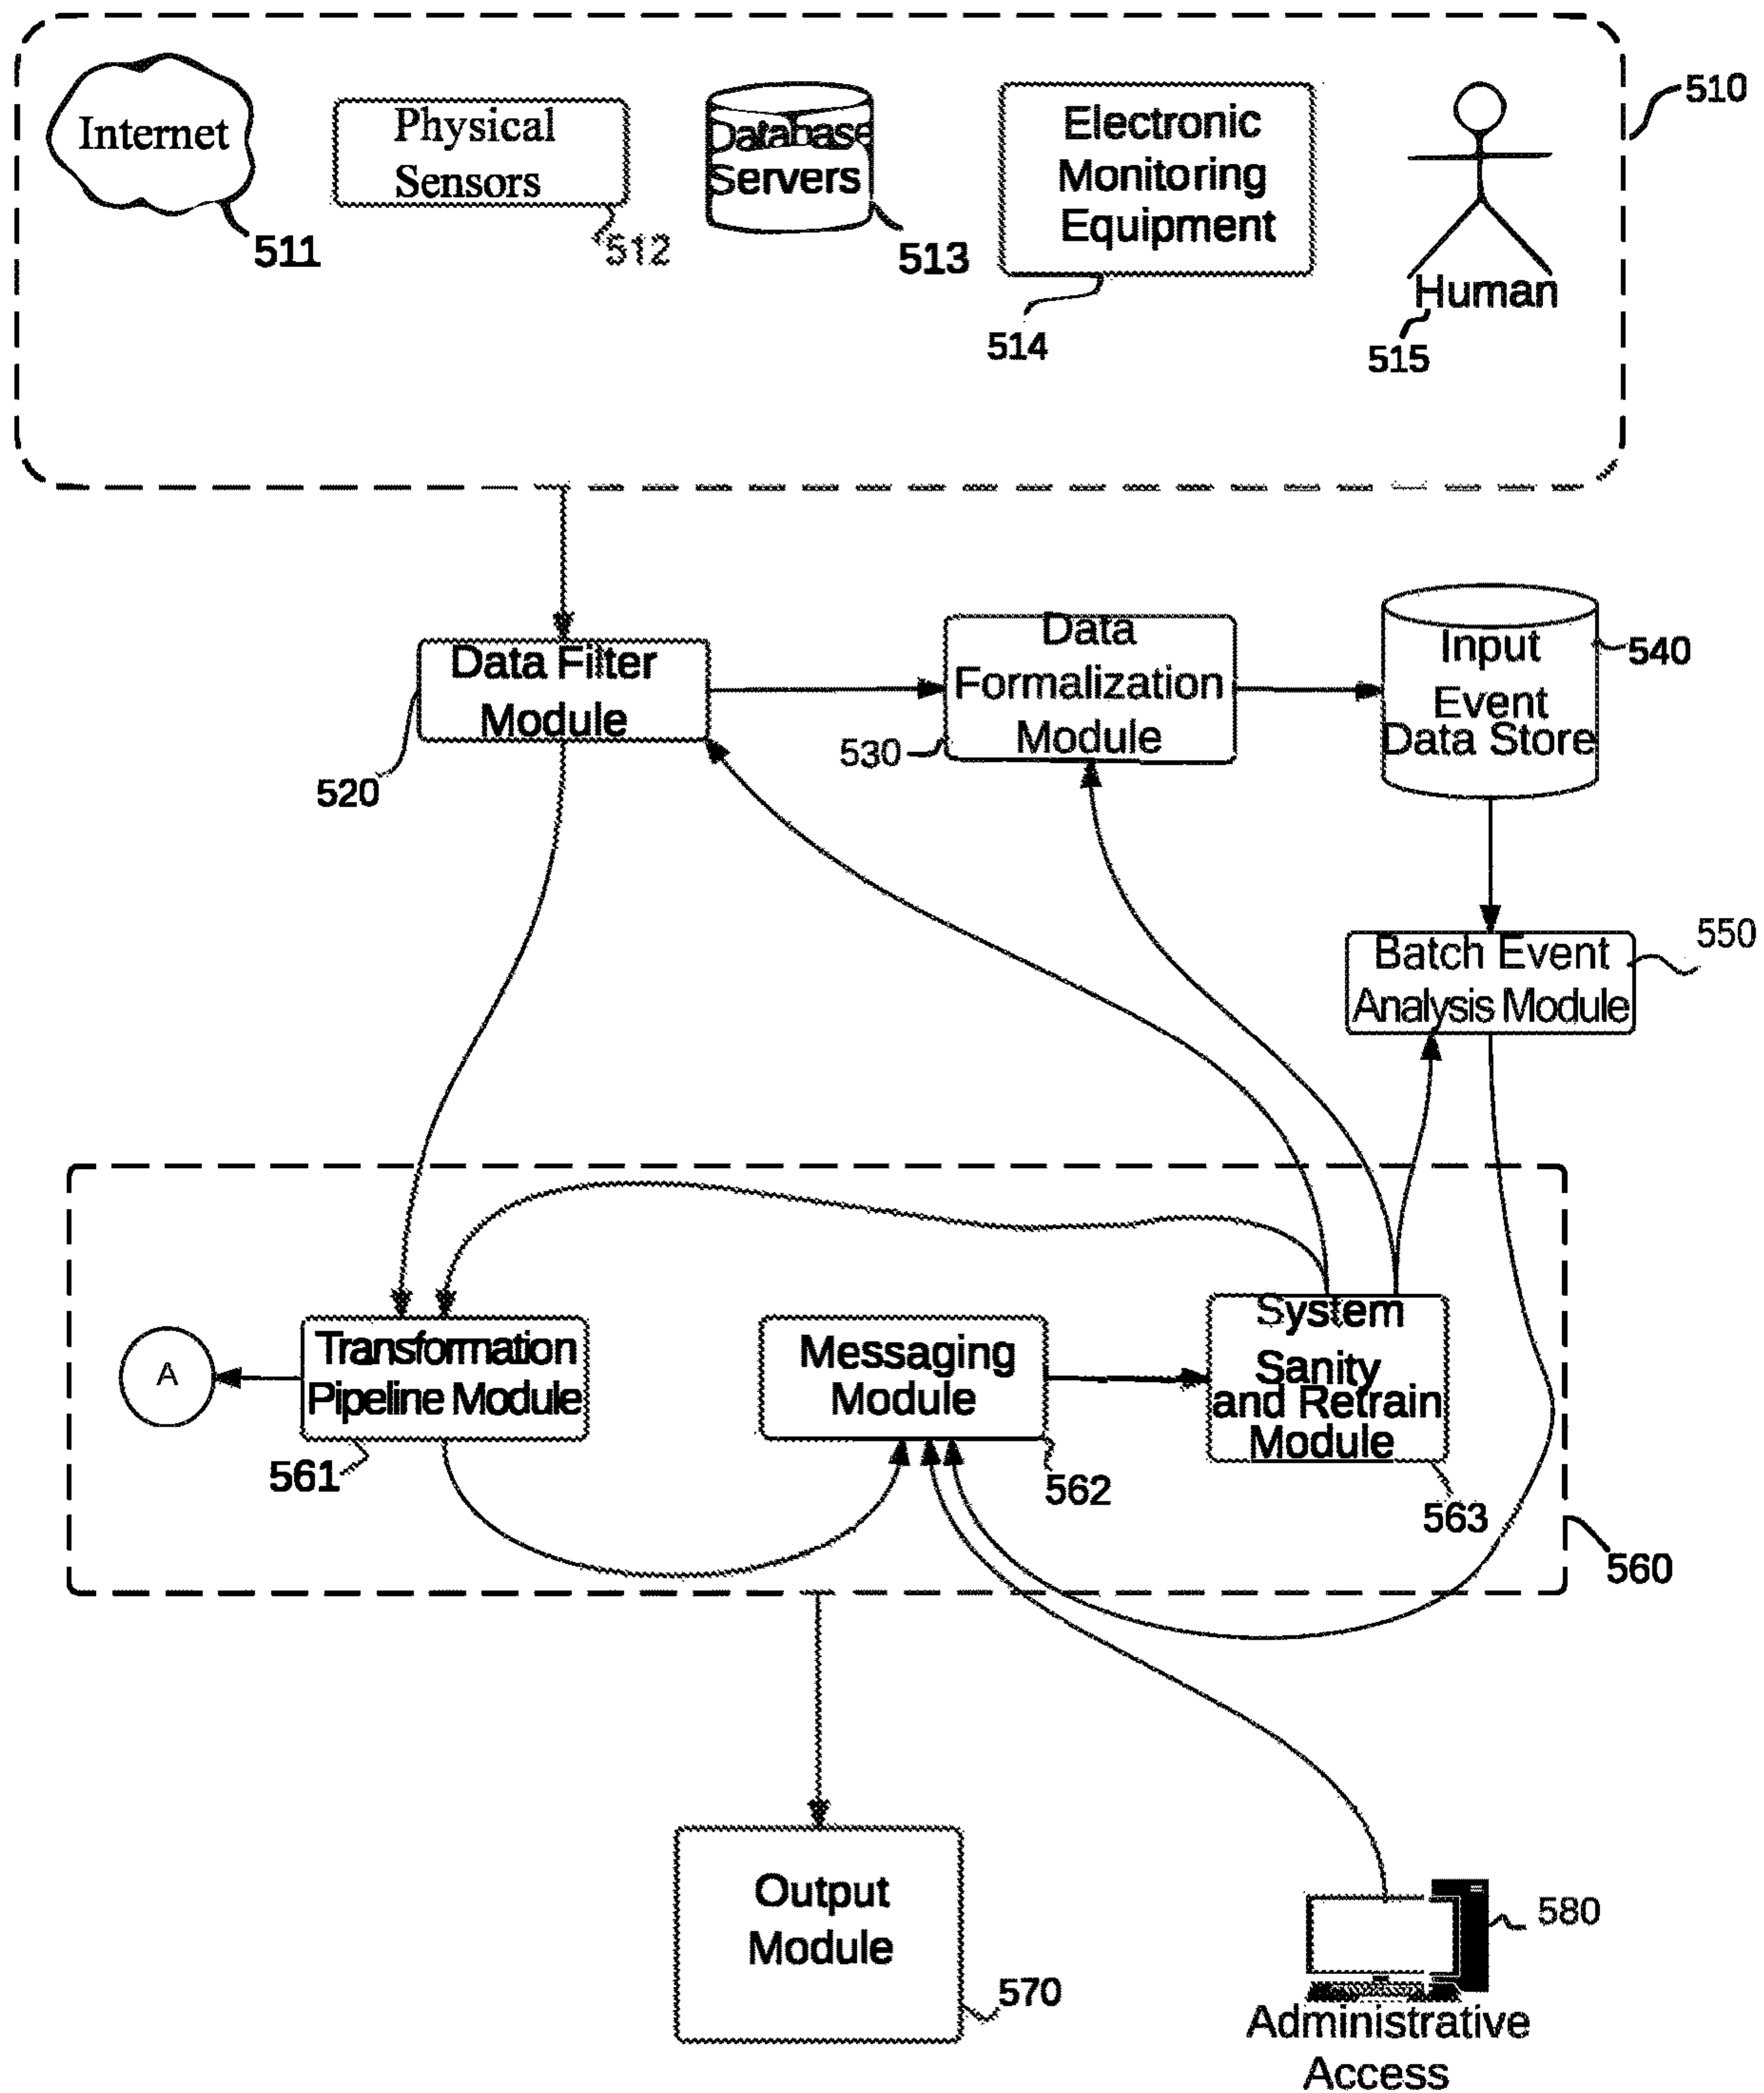 510
Internet
511
Physical
Sensors
512
Database
Servers
513
Electronic
Monitoring
Equipment
514
Human
515
Data Filter
Module
520
Data
Formalization
Module
530
Input
Event
Data Store
540
Batch Event
Analysis Module
550
A
Transformation
Pipeline Module
561
Messaging
Module
562
System
Sanity
and Retrain
Module
563
560
Output
Module
570
580
Administrative
Access